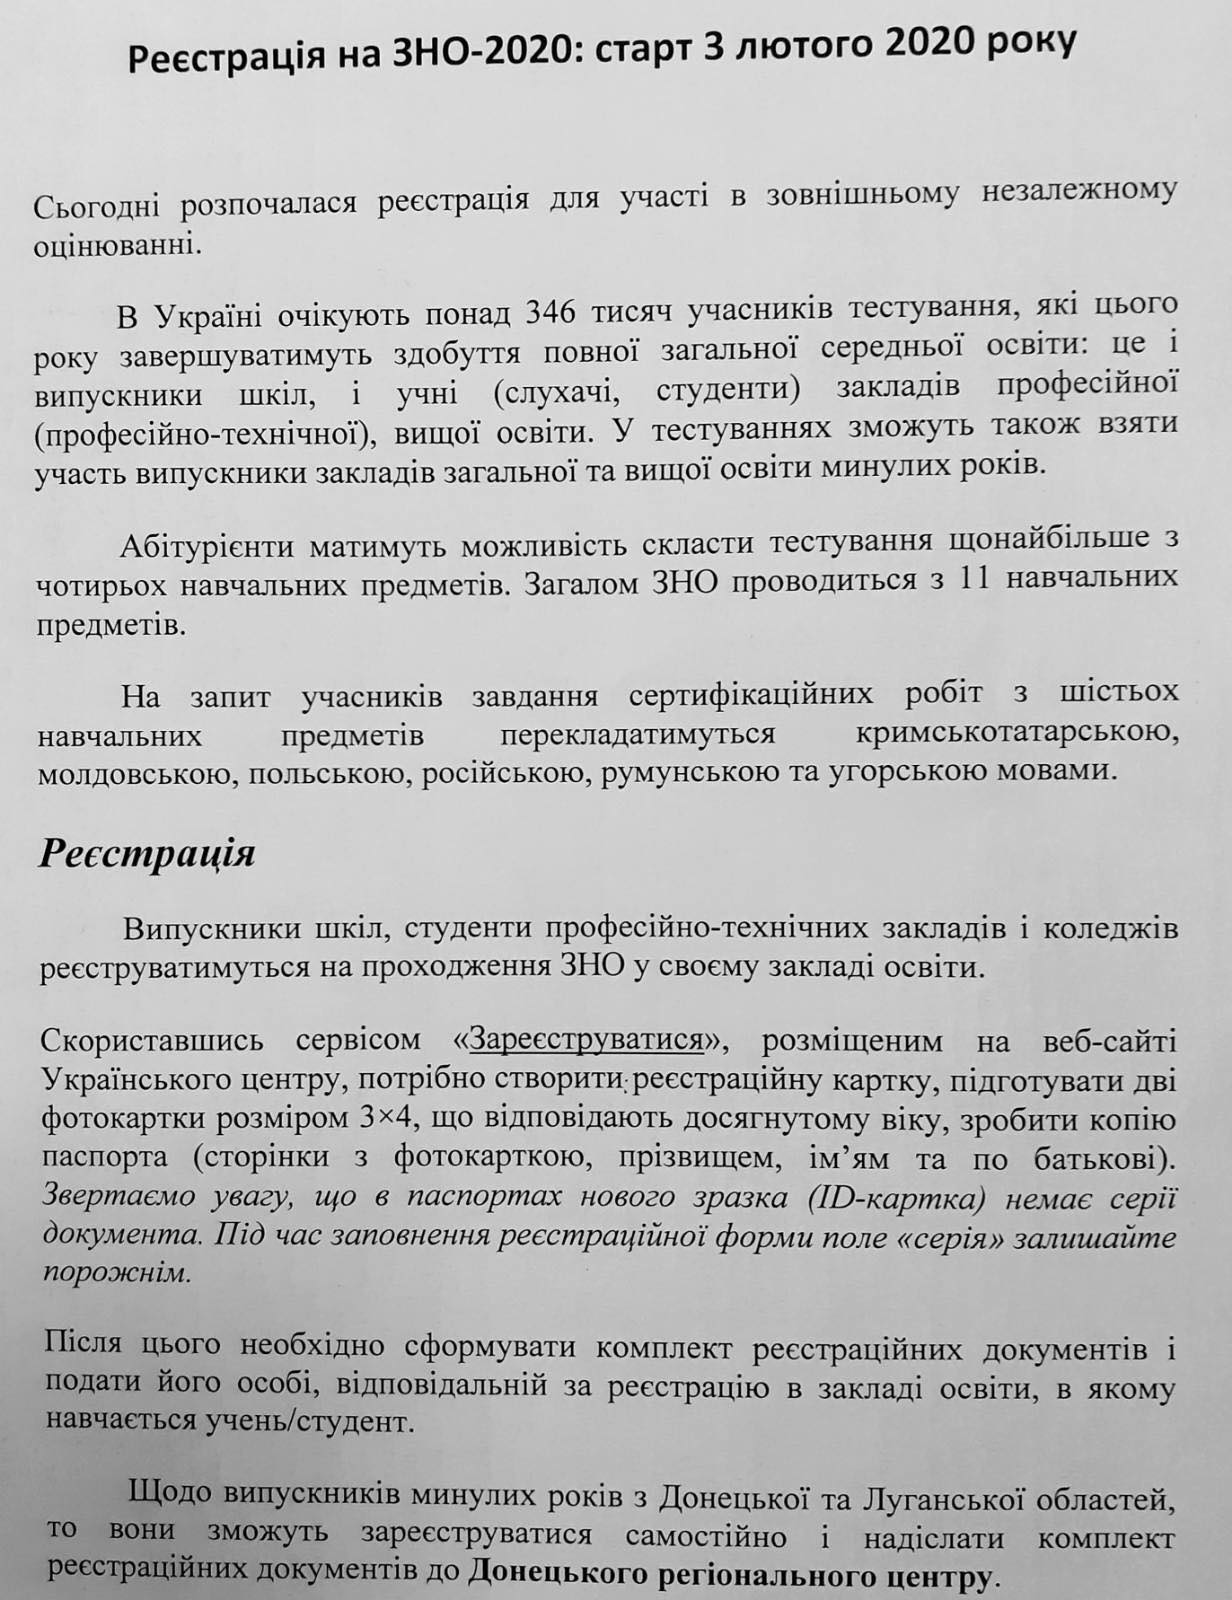 Реєстрація на ЗНО-2020: старт 3 лютого 2020 року
Сьогодні розпочалася реєстрація для участі в зовнішньому незалежному
оцінюванні.
В Україні очікують понад 346 тисяч учасників тестування, які цього
року завершуватимуть здобуття повної загальної середньої освіти: це і
випускники шкіл, і учні (слухачі, студенти) закладів професійної
(професійно-технічної), вищої освіти. У тестуваннях зможуть також взяти
участь випускники закладів загальної та вищої освіти минулих років.
Абітурієнти матимуть можливість скласти тестування щонайбільше з
чотирьох навчальних предметів. Загалом ЗНО проводиться з 11 навчальних
предметів.
На запит учасників завдання сертифікаційних робіт з шістьох
навчальних предметів перекладатимуться кримськотатарською,
молдовською, польською, російською, румунською та угорською мовами.
Реєстрація
Випускники шкіл, студенти професійно-технічних закладів і коледжів
реєструватимуться на проходження ЗНО у своєму закладі освіти.
Скориставшись сервісом «Зареєструватися», розміщеним на веб-сайті
Українського центру, потрібно створити реєстраційну картку, підготувати дві
фотокартки розміром 3×4, що відповідають досягнутому віку, зробити копію
паспорта (сторінки з фотокарткою, прізвищем, ім’ям та по батькові).
Звертаємо увагу, що в паспортах нового зразка (ID-картка) немає серії
документа. Під час заповнення реєстраційної форми поле «серія» залишайте
порожнім.
Після цього необхідно сформувати комплект реєстраційних документів і
подати його особі, відповідальній за реєстрацію в закладі освіти, в якому
навчається учень/студент.
Щодо випускників минулих років з Донецької та Луганської областей,
то вони зможуть зареєструватися самостійно і надіслати комплект
реєстраційних документів до Донецького регіонального центру.